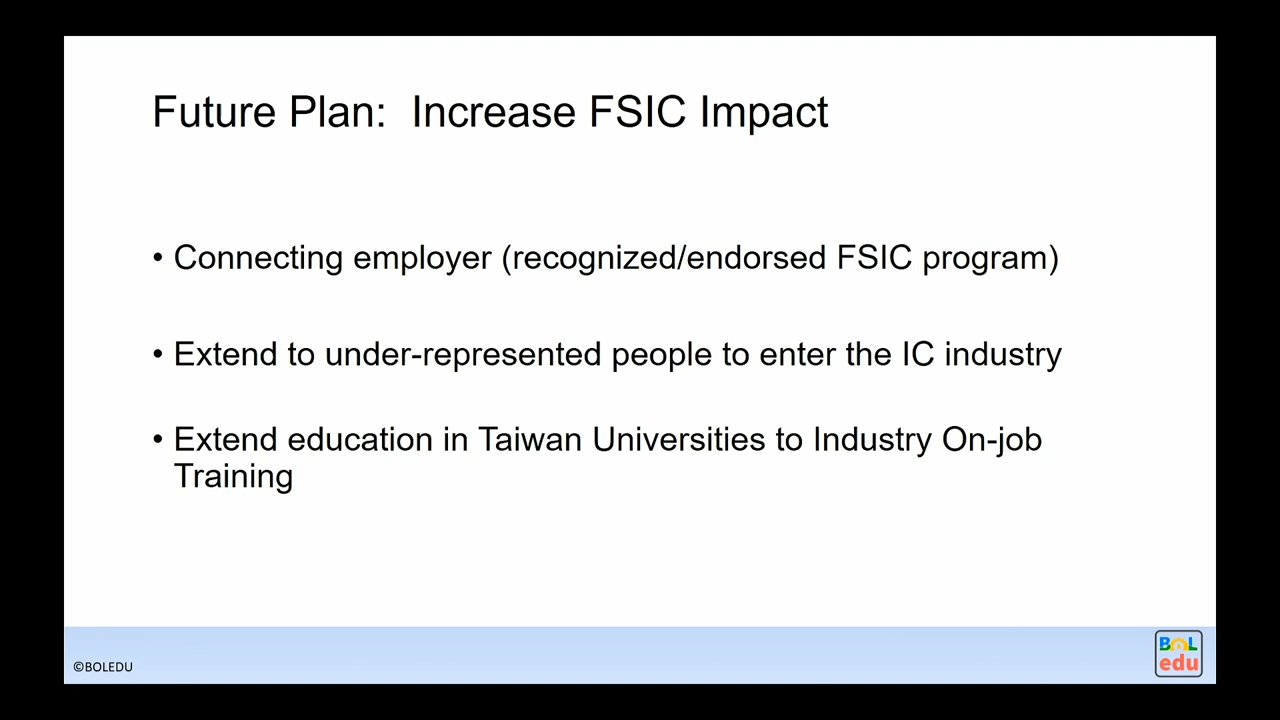 Future Plan:  Increase FSIC Impact
• Connecting employer (recognized/endorsed FSIC program)
• Extend to under-represented people to enter the IC industry
• Extend education in Taiwan Universities to Industry On-job
Training
©BOLEDU
BOL
edu